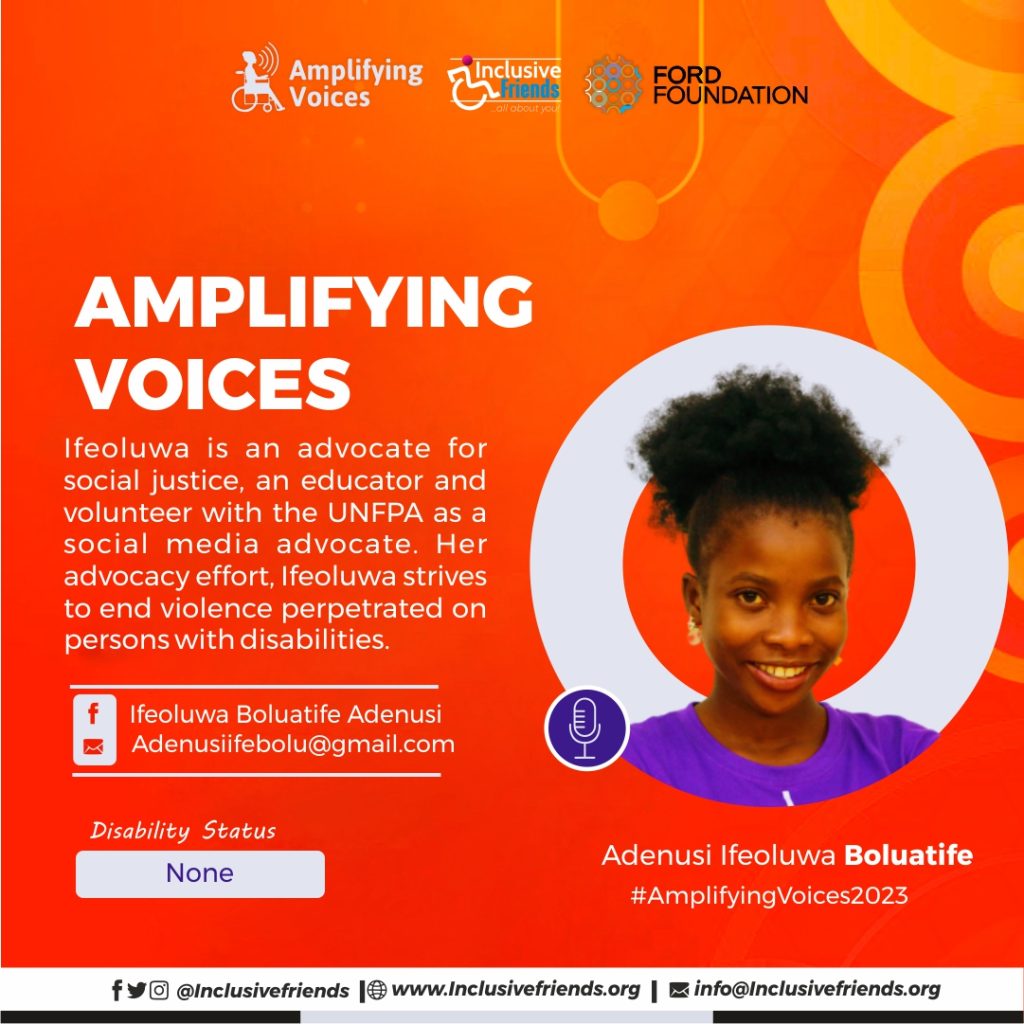 Amplifying
Voices
Inclusive
Friends
...all about you!
FORD
FOUNDATION
AMPLIFYING
VOICES
Ifeoluwa is an advocate for
social justice, an educator and
volunteer with the UNFPA as a
social media advocate. Her
advocacy effort, Ifeoluwa strives
to end violence perpetrated on
persons with disabilities.
Ifeoluwa Boluatife Adenusi
Adenusiifebolu@gmail.com
Disability Status
None
Adenusi Ifeoluwa Boluatife
#AmplifyingVoices2023
@Inclusivefriends | www.Inclusivefriends.org | info@Inclusivefriends.org